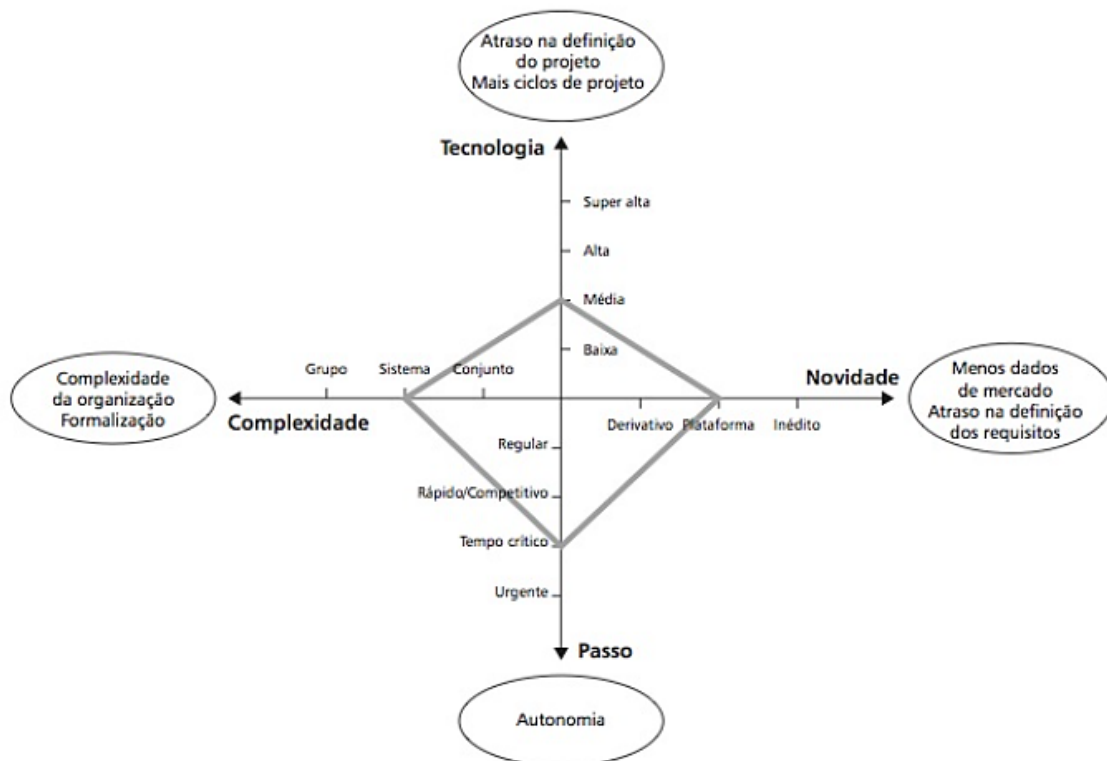 Atraso na definição
do projeto
Mais ciclos de projeto
Tecnologia
Super alta
Alta
Média
Baixa
Grupo
Sistema
Conjunto
Complexidade
da organização
Formalização
Complexidade
Novidade
Menos dados
de mercado
Atraso na definição
dos requisitos
Derivativo
Plataforma
Inédito
Regular
Rápido/Competitivo
Tempo crítico
Urgente
Passo
Autonomia